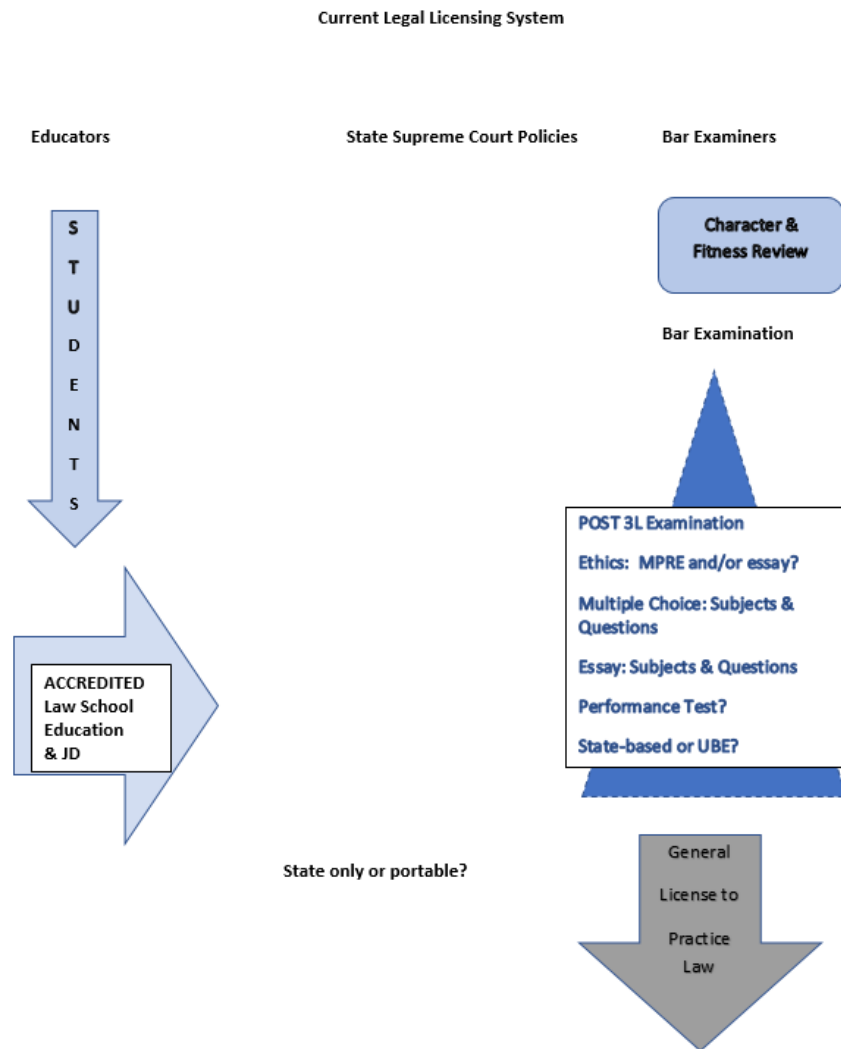 Current Legal Licensing System
Educators
State Supreme Court Policies
Bar Examiners
S
T
U
D
E
N
T
S
Character &
Fitness Review
Bar Examination
POST 3L Examination
Ethics: MPRE and/or essay?
Multiple Choice: Subjects &
Questions
Essay: Subjects & Questions
Performance Test?
State-based or UBE?
ACCREDITED
Law School
Education
& JD
State only or portable?
General
License to
Practice
Law